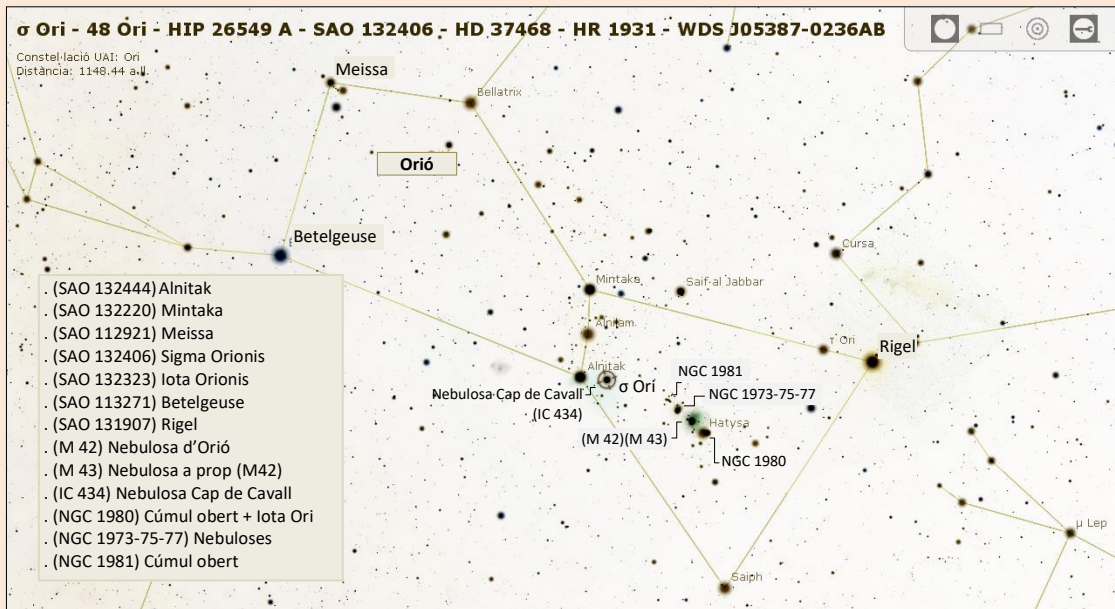 σ Ori - 48 Ori - HIP 26549 A - SAO 132406 - HD 37468 - HR 1931 - WDS J05387-0236AB
Constel·lació UAI: Ori
Distància: 1148.44 a.ll.
Meissa
Bellatrix
Orió
Betelgeuse
Cursa
Mintaka
Saif al Jabbar
Alnilam
τ Ori
Rigel
Alnitak
σ Orí
NGC 1981
Nebulosa Cap de Cavall
(IC 434)
NGC 1973-75-77
Hatysa
(M 42)(M 43)
NGC 1980
μ Lep
Saiph
. (SAO 132444) Alnitak
. (SAO 132220) Mintaka
. (SAO 112921) Meissa
. (SAO 132406) Sigma Orionis
. (SAO 132323) Iota Orionis
. (SAO 113271) Betelgeuse
. (SAO 131907) Rigel
. (M 42) Nebulosa d’Orió
. (M 43) Nebulosa a prop (M42)
. (IC 434) Nebulosa Cap de Cavall
. (NGC 1980) Cúmul obert + Iota Ori
. (NGC 1973-75-77) Nebuloses
. (NGC 1981) Cúmul obert